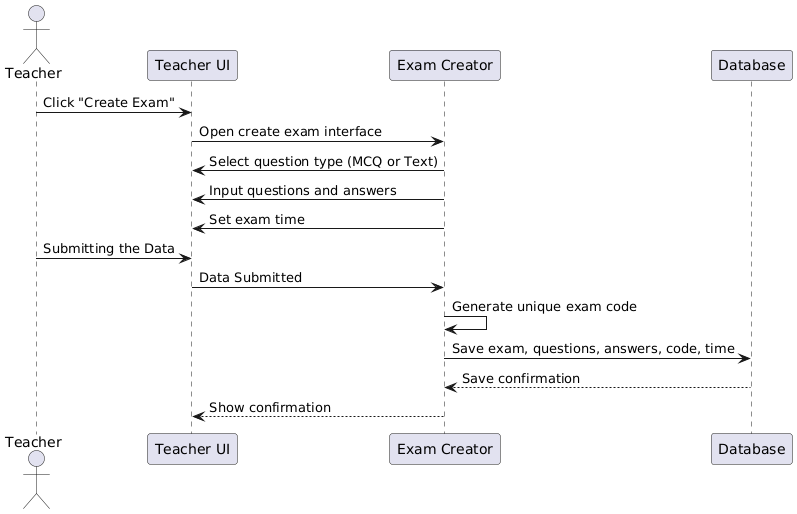 Teacher
Teacher UI
Exam Creator
Database
Click "Create Exam"
Open create exam interface
Select question type (MCQ or Text)
Input questions and answers
Set exam time
Submitting the Data
Data Submitted
Generate unique exam code
Save exam, questions, answers, code, time
Save confirmation
Show confirmation
Teacher
Teacher UI
Exam Creator
Database